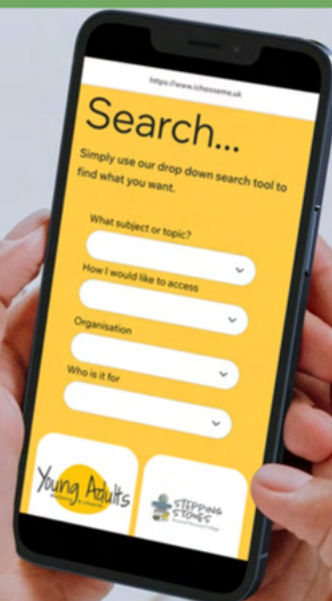 https://www.ichooseme.uk
Search...
Simply use our drop down search tool to
find what you want.
What subject or topic?
How I would like to access
Organisation
Who is it for
Young Adults
STEPPING
STONES